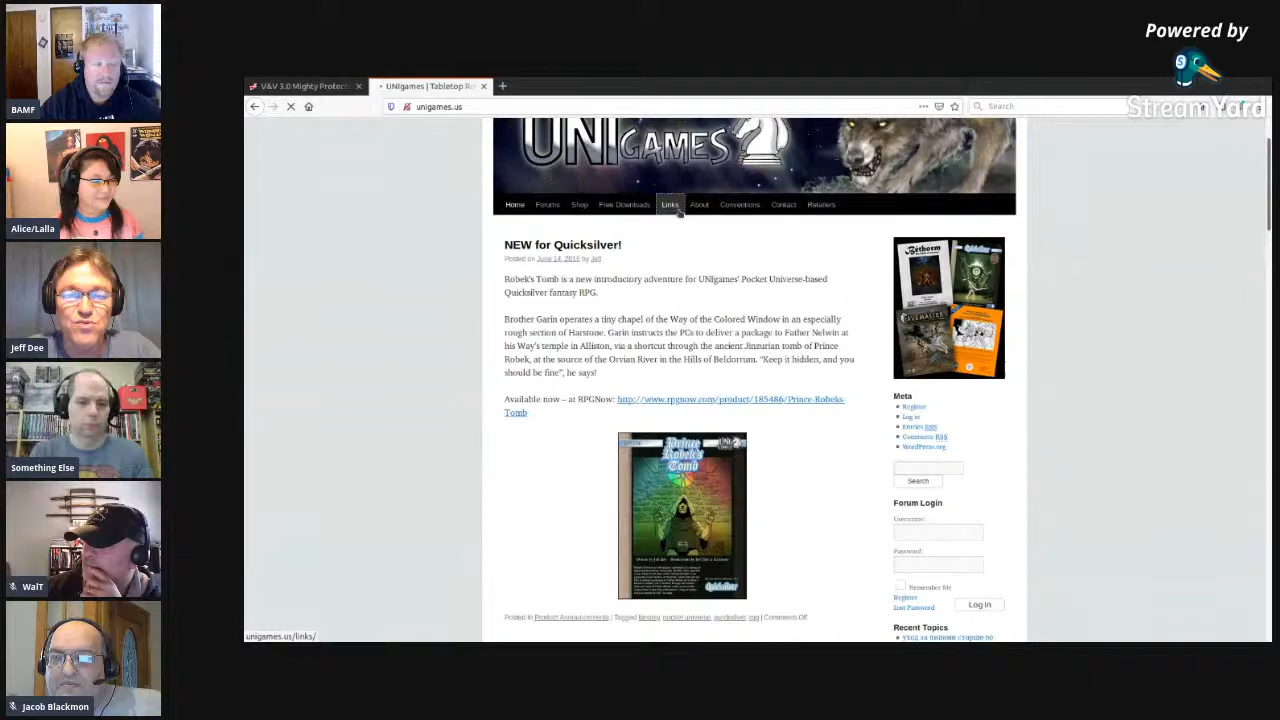 Powered by
StreamYard
BAMF
Alice/Lalla
Jeff Dee
Something Else
WalT
Jacob Blackmon
V&V 3.0 Mighty Protecto
UNIgames | Tabletop Ro
unigames.us
Search
UNIGAMES
Home Forums Shop Free Downloads Links About Conventions Contact Retailers
NEW for Quicksilver!
Posted on June 14, 2016 by Jeff
Robek's Tomb is a new introductory adventure for UNIgames' Pocket Universe-based
Quicksilver fantasy RPG.
Brother Garin operates a tiny chapel of the Way of the Colored Window in an especially
rough section of Harstone. Garin instructs the PCs to deliver a package to Father Nelwin at
his Way's temple in Alliston, via a shortcut through the ancient Jinzurian tomb of Prince
Robek, at the source of the Orvian River in the Hills of Beldorrum. "Keep it hidden, and you
should be fine", he says!
Available now – at RPGNow: http://www.rpgnow.com/product/185486/Prince-Robeks-
Tomb
Prince
Robek's
Tomb
Quicksilver
Posted in Product Announcements | Tagged fantasy, pocket universe, quicksilver, rpg | Comments Off
Béthorm
Quicksilver
CAVEMASTER
Meta
Register
Log in
Entries RSS
Comments RSS
WordPress.org
Search
Forum Login
Username:
Password:
Remember Me
Register
Lost Password
Log In
Recent Topics
уход за пашеми старше по
unigames.us/links/